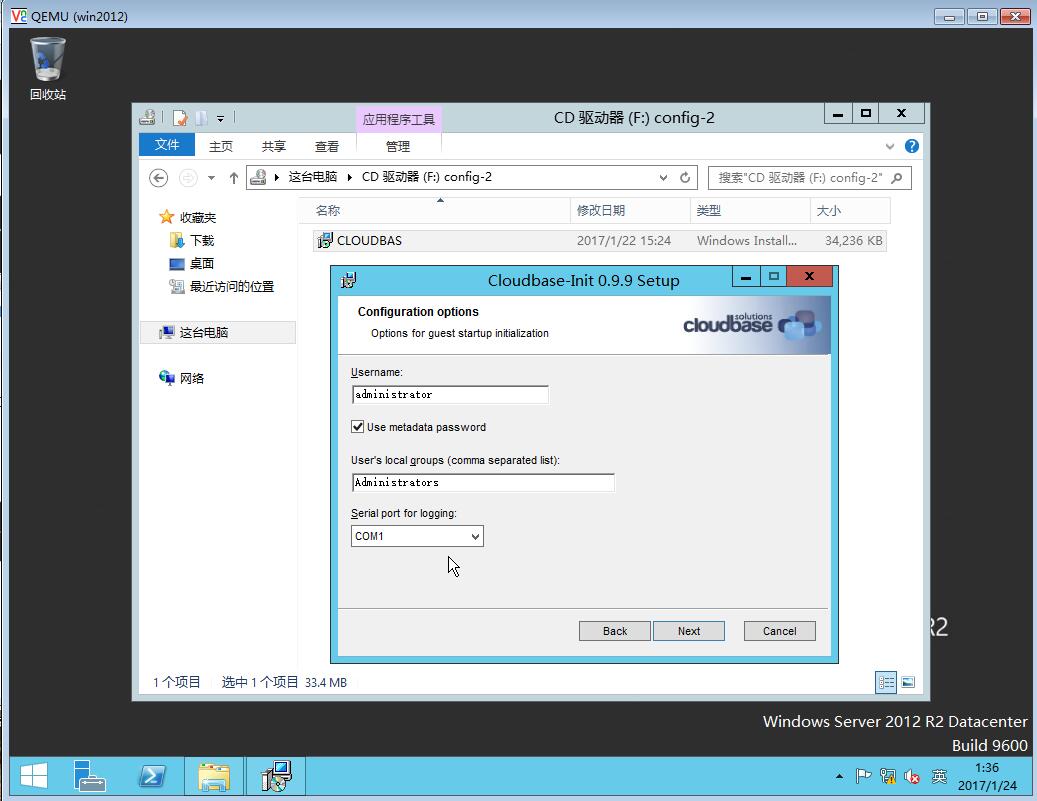 QEMU (win2012)
回收站
应用程序工具
CD 驱动器 (F:) config-2
文件
主页
共享
查看
管理
这台电脑
CD 驱动器 (F:) config-2
搜索"CD 驱动器 (F:) config-2"
收藏夹
下载
桌面
最近访问的位置
这台电脑
网络
名称
修改日期
类型
大小
CLOUDBAS
2017/1/22 15:24
Windows Install...
34,236 KB
Cloudbase-Init 0.9.9 Setup
Configuration options
Options for guest startup initialization
cloudbase solutions
Username:
administrator
Use metadata password
User's local groups (comma separated list):
Administrators
Serial port for logging:
COM1
Back
Next
Cancel
1 个项目
选中 1 个项目
33.4 MB
R2
Windows Server 2012 R2 Datacenter
Build 9600
英
1:36
2017/1/24